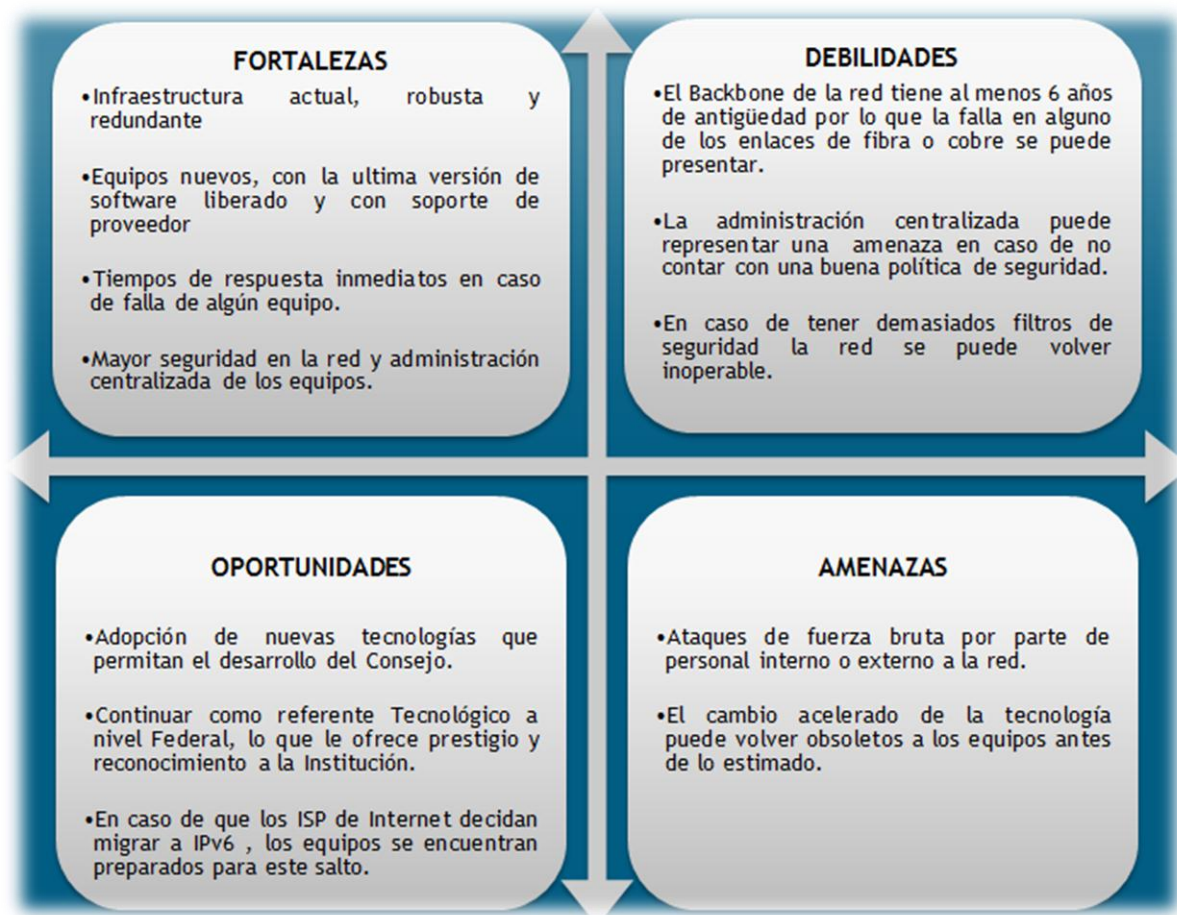 FORTALEZAS
•Infraestructura actual, robusta y
redundante
•Equipos nuevos, con la ultima versión de
software liberado y con soporte de
proveedor
•Tiempos de respuesta inmediatos en caso
de falla de algún equipo.
•Mayor seguridad en la red y administración
centralizada de los equipos.
DEBILIDADES
•El Backbone de la red tiene al menos 6 años
de antigüedad por lo que la falla en alguno
de los enlaces de fibra o cobre se puede
presentar.
•La administración centralizada puede
representar una amenaza en caso de no
contar con una buena política de seguridad.
•En caso de tener demasiados filtros de
seguridad la red se puede volver
inoperable.
OPORTUNIDADES
•Adopción de nuevas tecnologías que
permitan el desarrollo del Consejo.
•Continuar como referente Tecnológico a
nivel Federal, lo que le ofrece prestigio y
reconocimiento a la Institución.
•En caso de que los ISP de Internet decidan
migrar a IPv6 , los equipos se encuentran
preparados para este salto.
AMENAZAS
•Ataques de fuerza bruta por parte de
personal interno o externo a la red.
•El cambio acelerado de la tecnología
puede volver obsoletos a los equipos antes
de lo estimado.